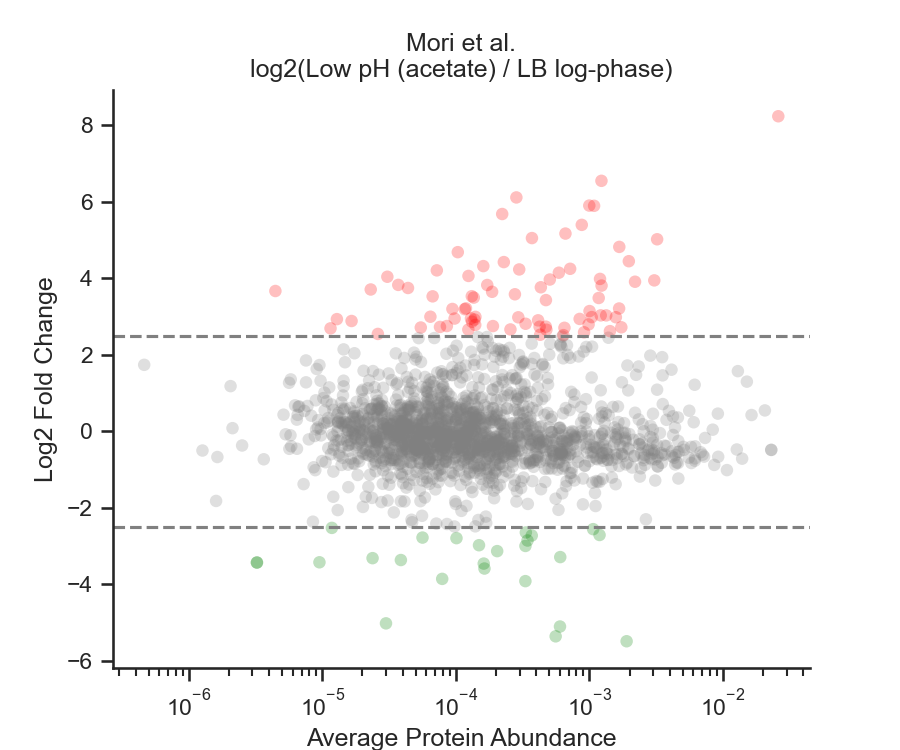 Mori et al.
log2(Low pH (acetate) / LB log-phase)
8
6
4
2
0
−2
−4
−6
Log2 Fold Change
10⁻⁶ 10⁻⁵ 10⁻⁴ 10⁻³ 10⁻²
Average Protein Abundance